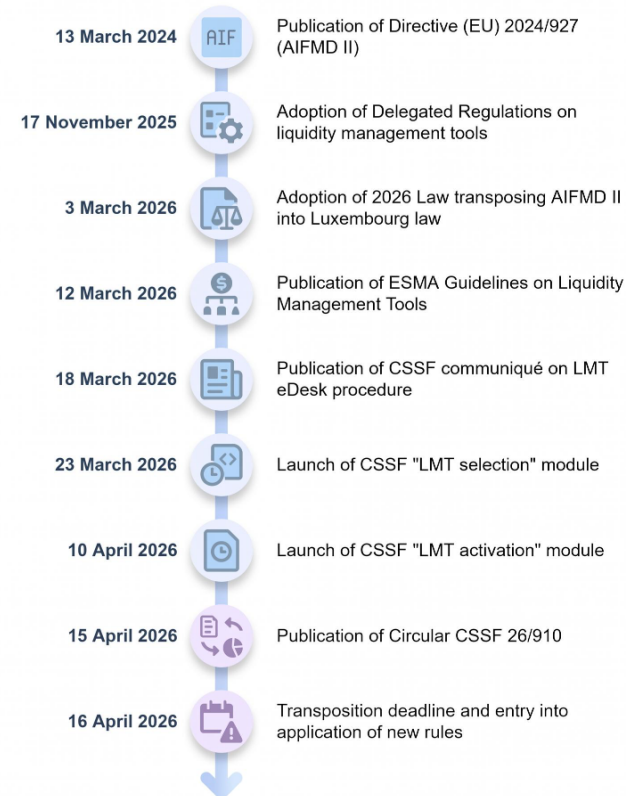 13 March 2024
AIF
Publication of Directive (EU) 2024/927
(AIFMD II)
17 November 2025
Adoption of Delegated Regulations on
liquidity management tools
3 March 2026
Adoption of 2026 Law transposing AIFMD II
into Luxembourg law
12 March 2026
$
Publication of ESMA Guidelines on Liquidity
Management Tools
18 March 2026
Publication of CSSF communiqué on LMT
eDesk procedure
23 March 2026
Launch of CSSF "LMT selection" module
10 April 2026
Launch of CSSF "LMT activation" module
15 April 2026
Publication of Circular CSSF 26/910
16 April 2026
Transposition deadline and entry into
application of new rules